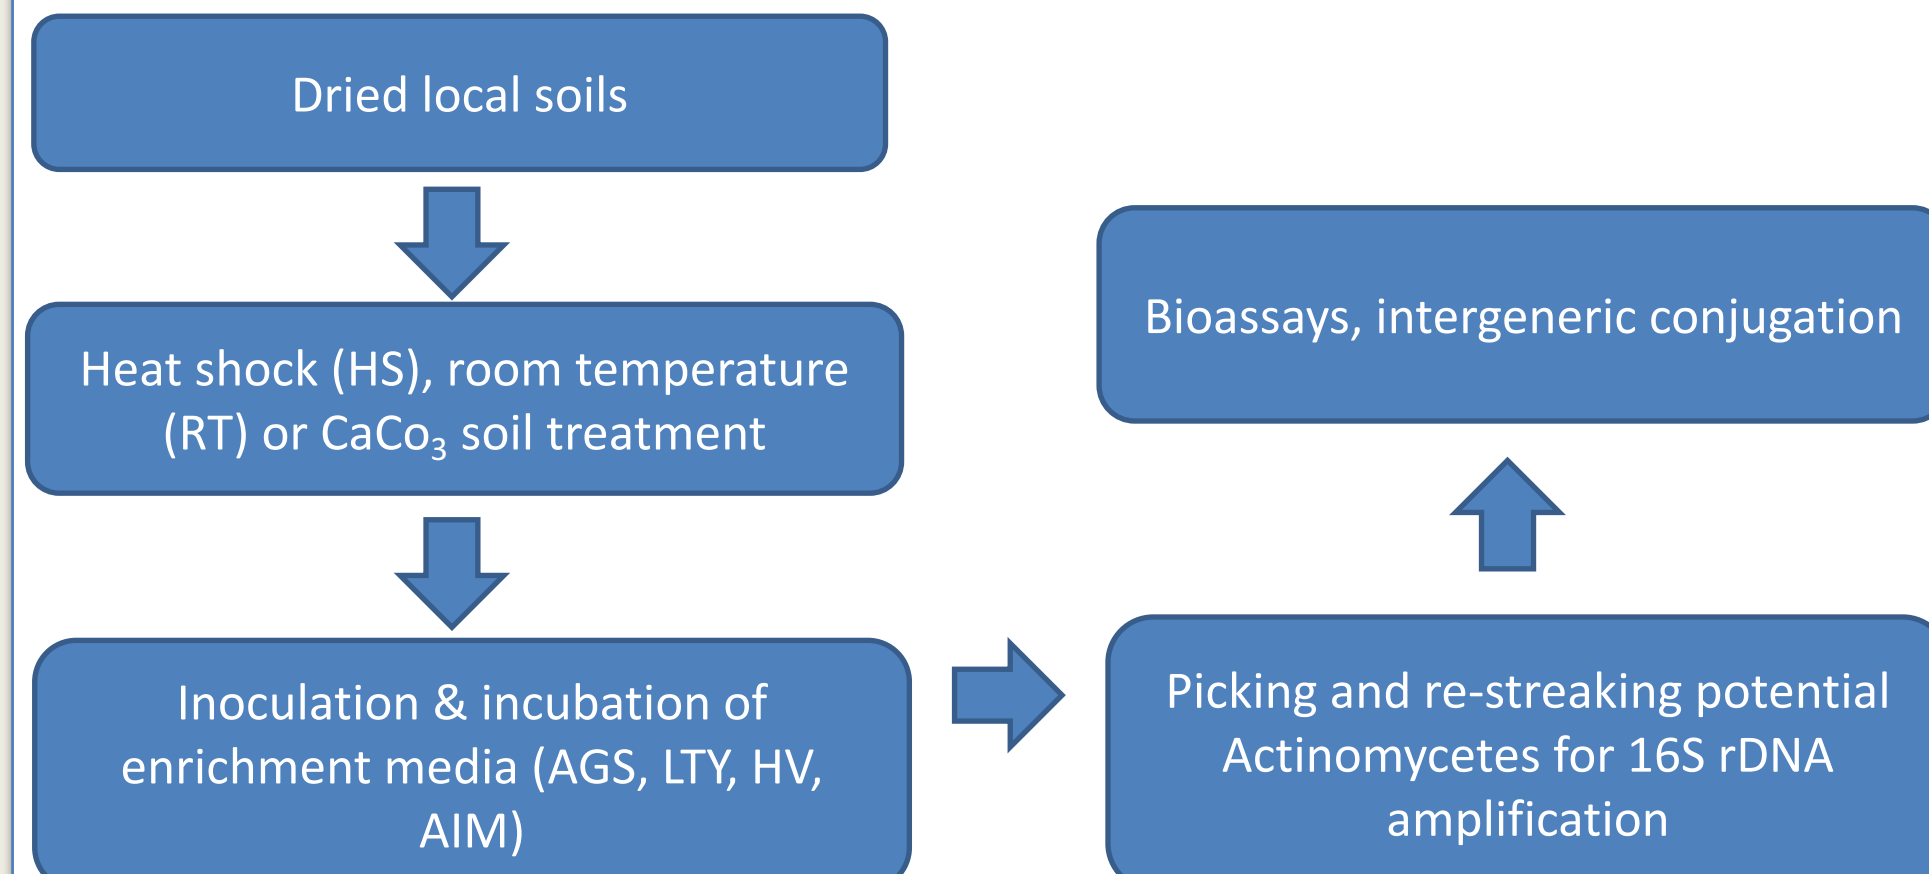 Dried local soils
Heat shock (HS), room temperature
(RT) or CaCo₃ soil treatment
Inoculation & incubation of
enrichment media (AGS, LTY, HV,
AIM)
Picking and re-streaking potential
Actinomycetes for 16S rDNA
amplification
Bioassays, intergeneric conjugation